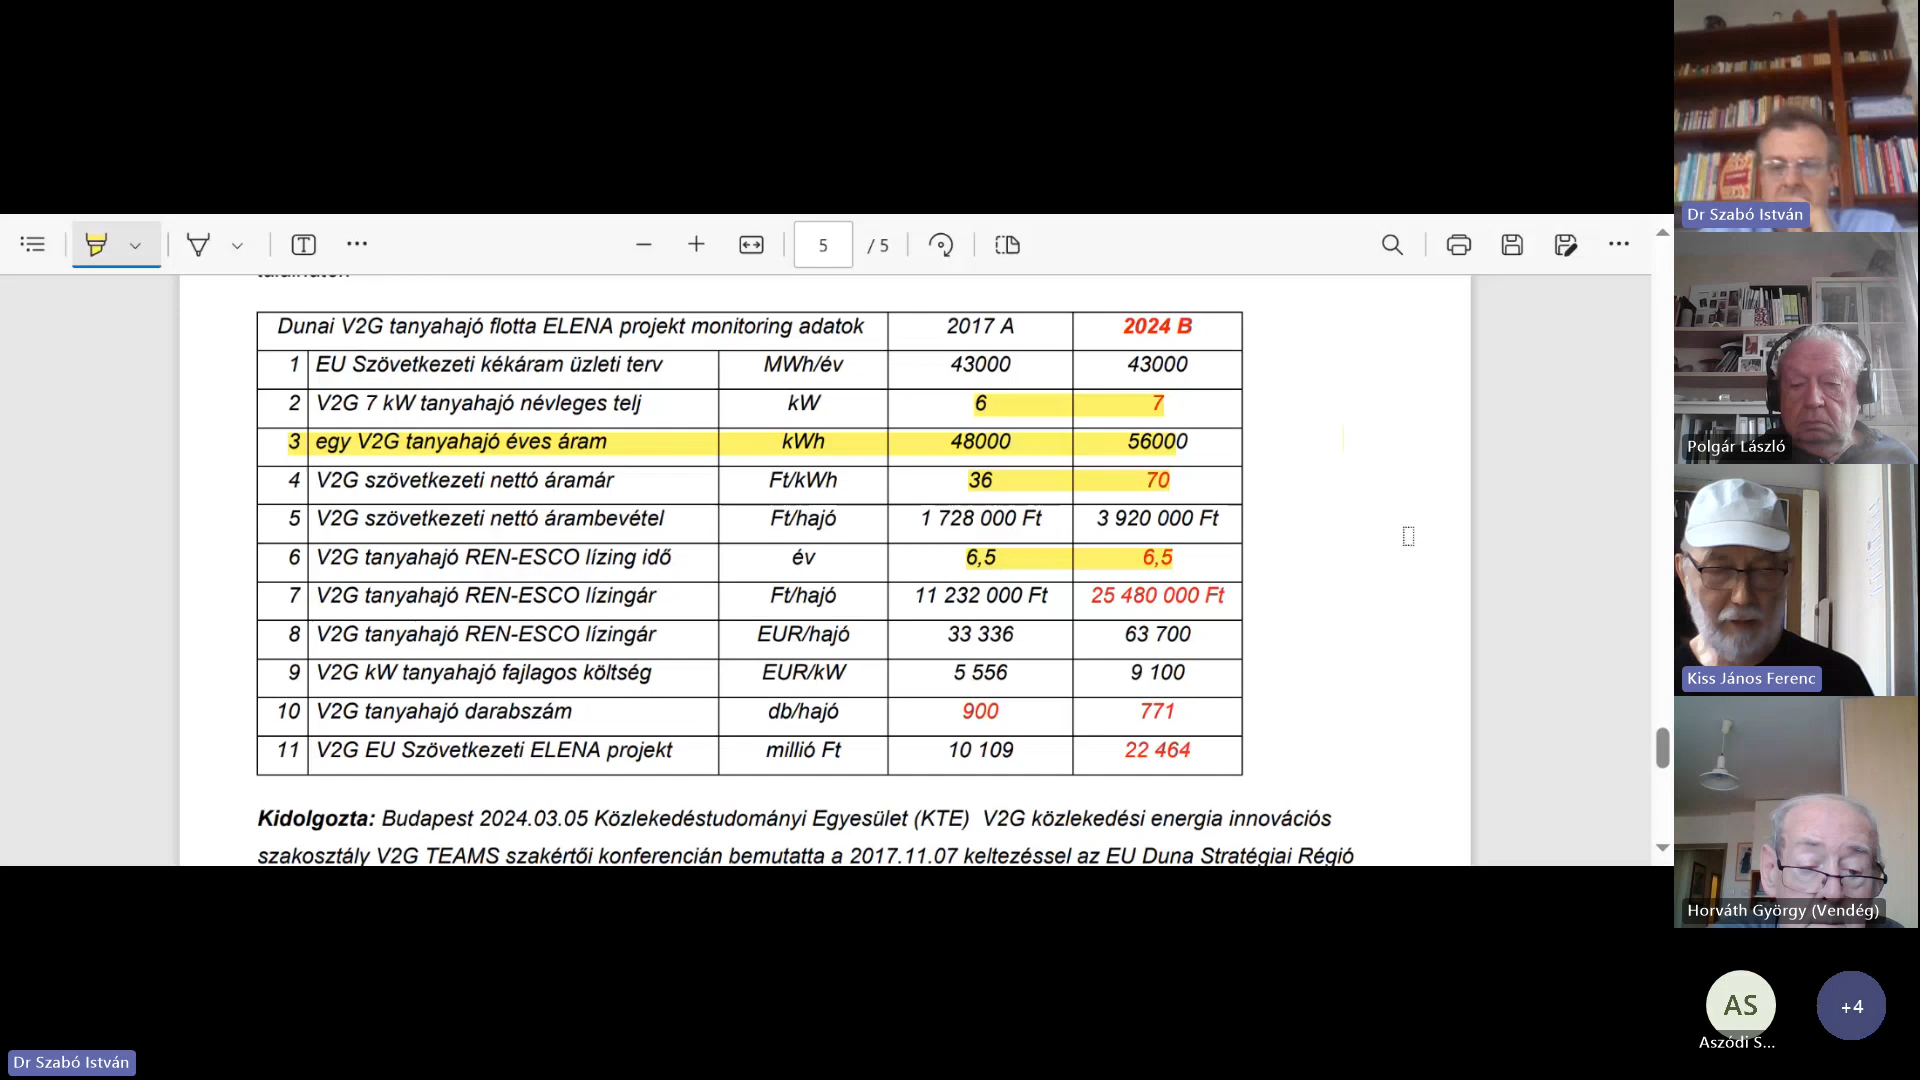 5 / 5
Dunai V2G tanyahajó flotta ELENA projekt monitoring adatok 2017 A 2024 B
1 EU Szövetkezeti kékáram üzleti terv MWh/év 43000 43000
2 V2G 7 kW tanyahajó névleges telj kW 6 7
3 egy V2G tanyahajó éves áram kWh 48000 56000
4 V2G szövetkezeti nettó áramár Ft/kWh 36 70
5 V2G szövetkezeti nettó árambevétel Ft/hajó 1 728 000 Ft 3 920 000 Ft
6 V2G tanyahajó REN-ESCO lízing idő év 6,5 6,5
7 V2G tanyahajó REN-ESCO lízingár Ft/hajó 11 232 000 Ft 25 480 000 Ft
8 V2G tanyahajó REN-ESCO lízingár EUR/hajó 33 336 63 700
9 V2G kW tanyahajó fajlagos költség EUR/kW 5 556 9 100
10 V2G tanyahajó darabszám db/hajó 900 771
11 V2G EU Szövetkezeti ELENA projekt millió Ft 10 109 22 464
Kidolgozta: Budapest 2024.03.05 Közlekedéstudományi Egyesület (KTE) V2G közlekedési energia innovációs
szakosztály V2G TEAMS szakértői konferencián bemutatta a 2017.11.07 keltezéssel az EU Duna Stratégiai Régió
Dr Szabó István
Polgár László
Kiss János Ferenc
Horváth György (Vendég)
AS
Aszódi S...
+4
Dr Szabó István